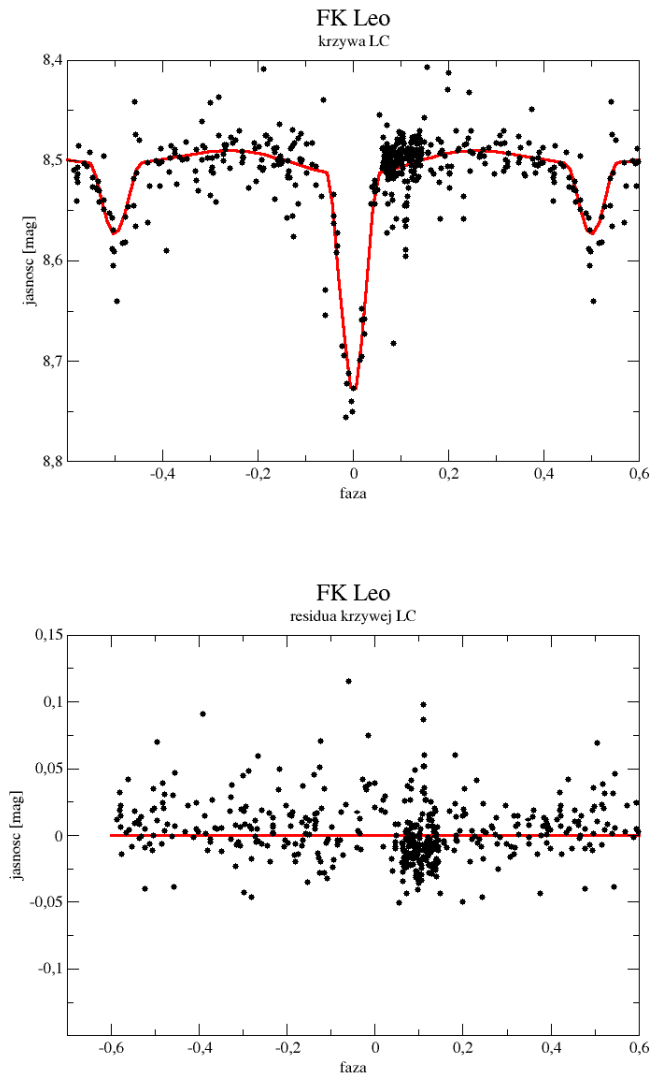 FK Leo
krzywa LC
8,4
8,5
8,6
8,7
8,8
jasnosc [mag]
-0,4 -0,2 0 0,2 0,4 0,6
faza
FK Leo
residua krzywej LC
0,15
0,1
0,05
0
-0,05
-0,1
jasnosc [mag]
-0,6 -0,4 -0,2 0 0,2 0,4 0,6
faza